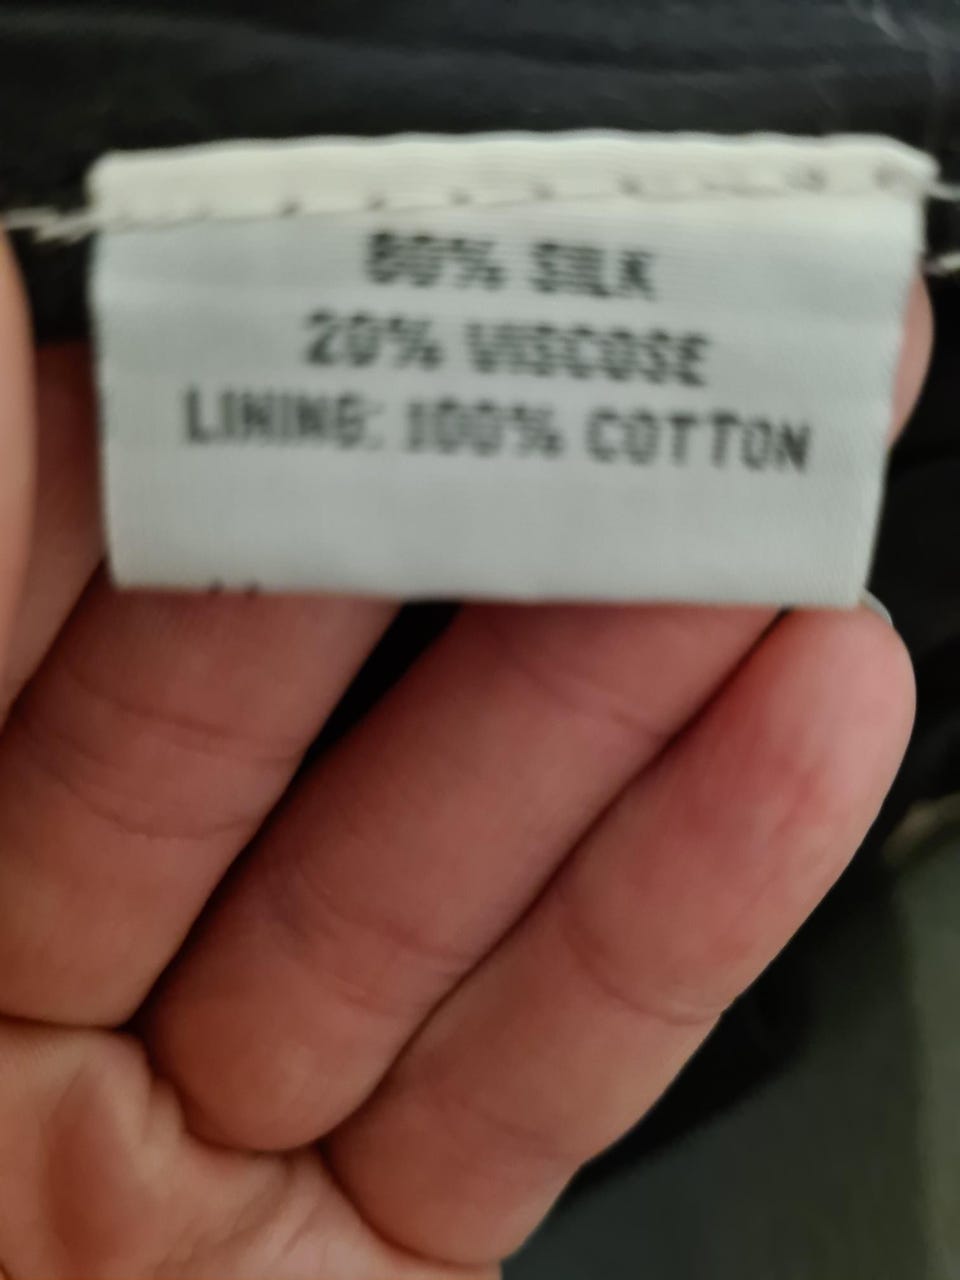 80% SILK
20% VISCOSE
LINING: 100% COTTON